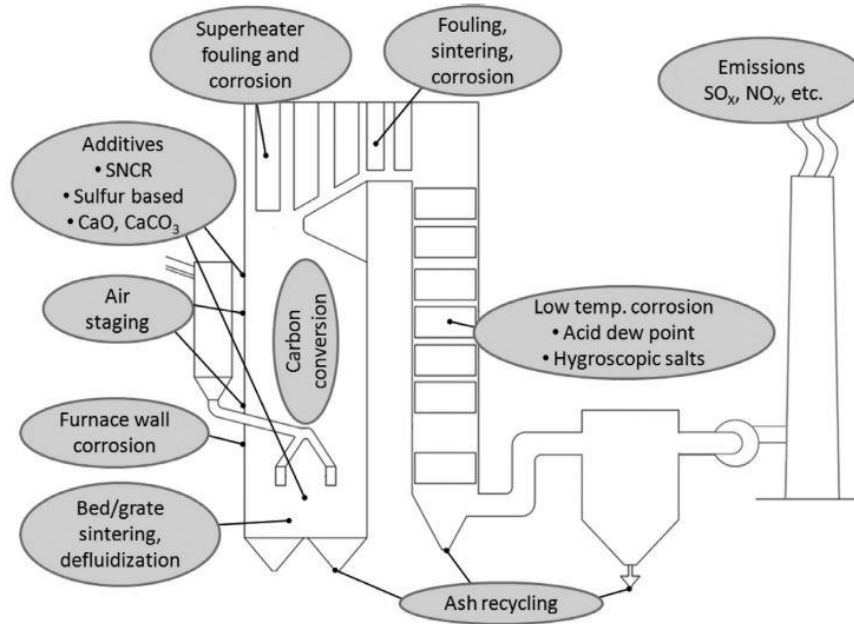 Superheater
fouling and
corrosion
Fouling,
sintering,
corrosion
Emissions
SOₓ, NOₓ, etc.
Additives
• SNCR
• Sulfur based
• CaO, CaCO₃
Air
staging
Carbon
conversion
Low temp. corrosion
• Acid dew point
• Hygroscopic salts
Furnace wall
corrosion
Bed/grate
sintering,
defluidization
Ash recycling